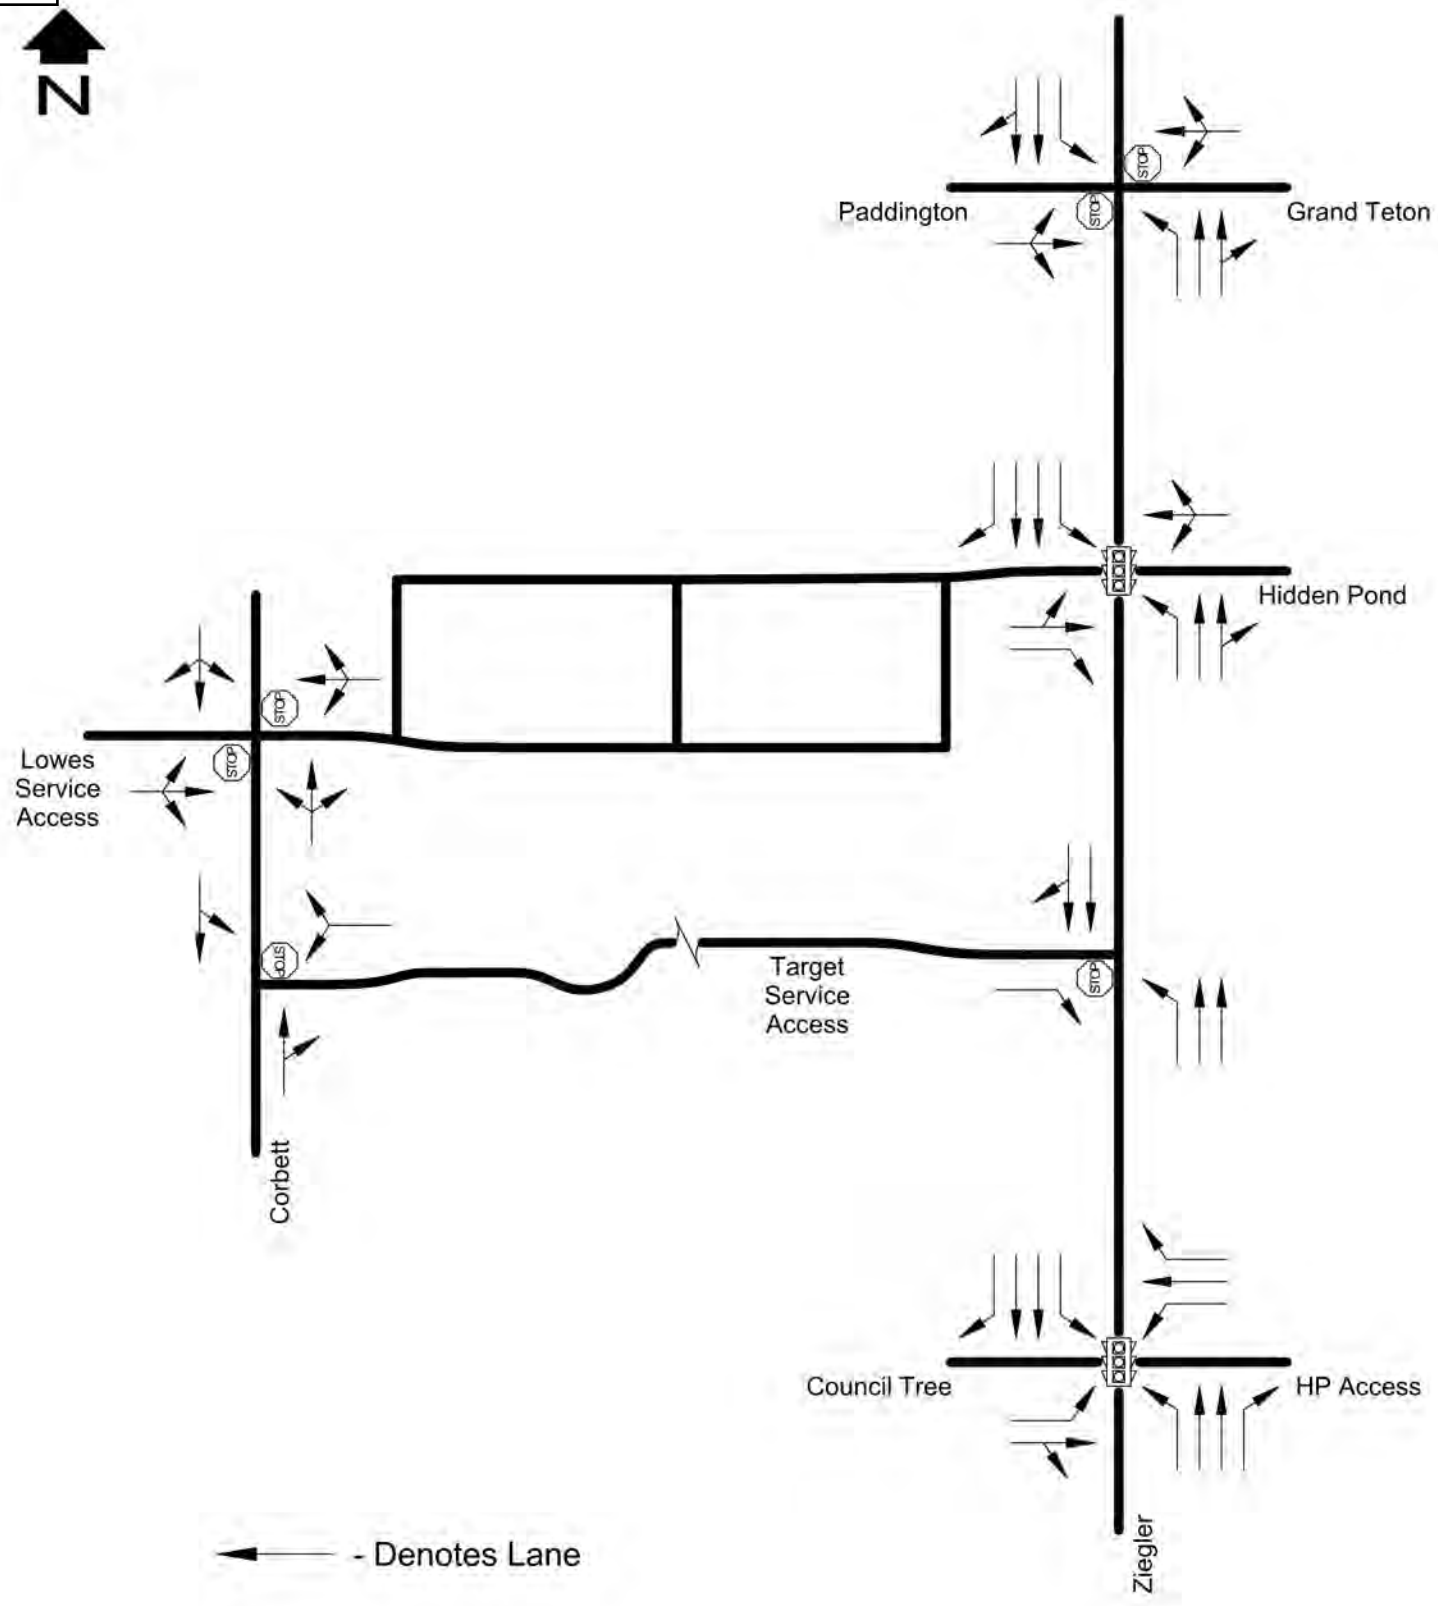 N
STOP
Paddington
STOP
Grand Teton
Hidden Pond
STOP
Lowes
Service
Access
STOP
STOP
Target
Service
Access
STOP
Corbett
Council Tree
HP Access
Ziegler
- Denotes Lane